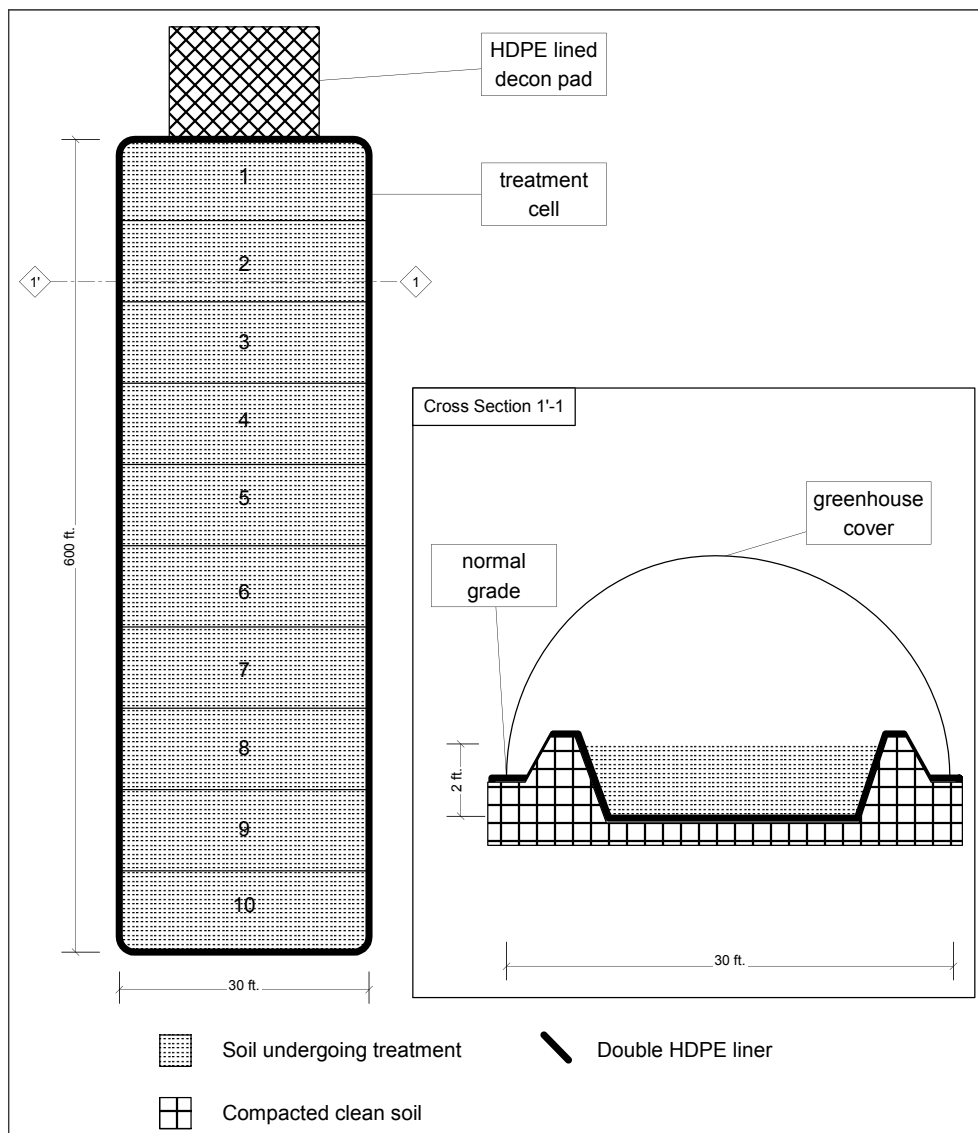 HDPE lined
decon pad
1
treatment
cell
2
1'
1
3
Cross Section 1'-1
4
greenhouse
cover
5
600 ft.
normal
grade
6
7
8
2 ft.
9
10
30 ft.
30 ft.
Soil undergoing treatment
Double HDPE liner
Compacted clean soil